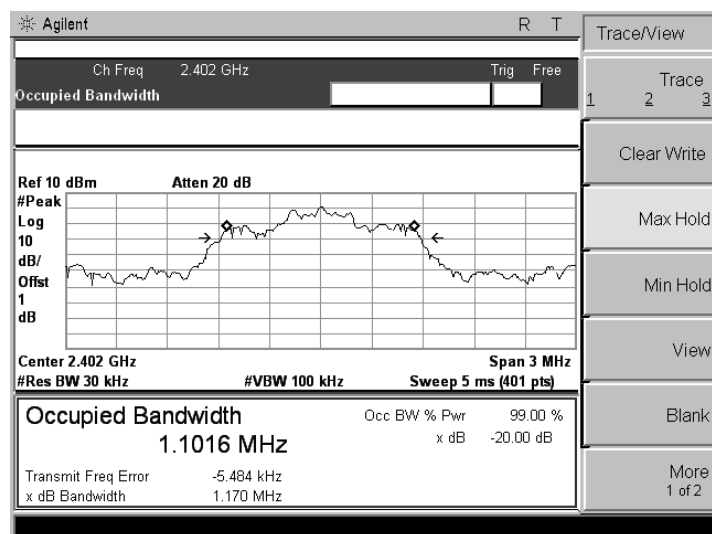 Agilent R T
Ch Freq 2.402 GHz Trig Free
Occupied Bandwidth
Ref 10 dBm Atten 20 dB
#Peak
Log
10
dB/
Offst
1
dB
Center 2.402 GHz Span 3 MHz
#Res BW 30 kHz #VBW 100 kHz Sweep 5 ms (401 pts)
Occupied Bandwidth Occ BW % Pwr 99.00 %
1.1016 MHz x dB -20.00 dB
Transmit Freq Error -5.484 kHz
x dB Bandwidth 1.170 MHz
Trace/View
Trace
1 2 3
Clear Write
Max Hold
Min Hold
View
Blank
More
1 of 2